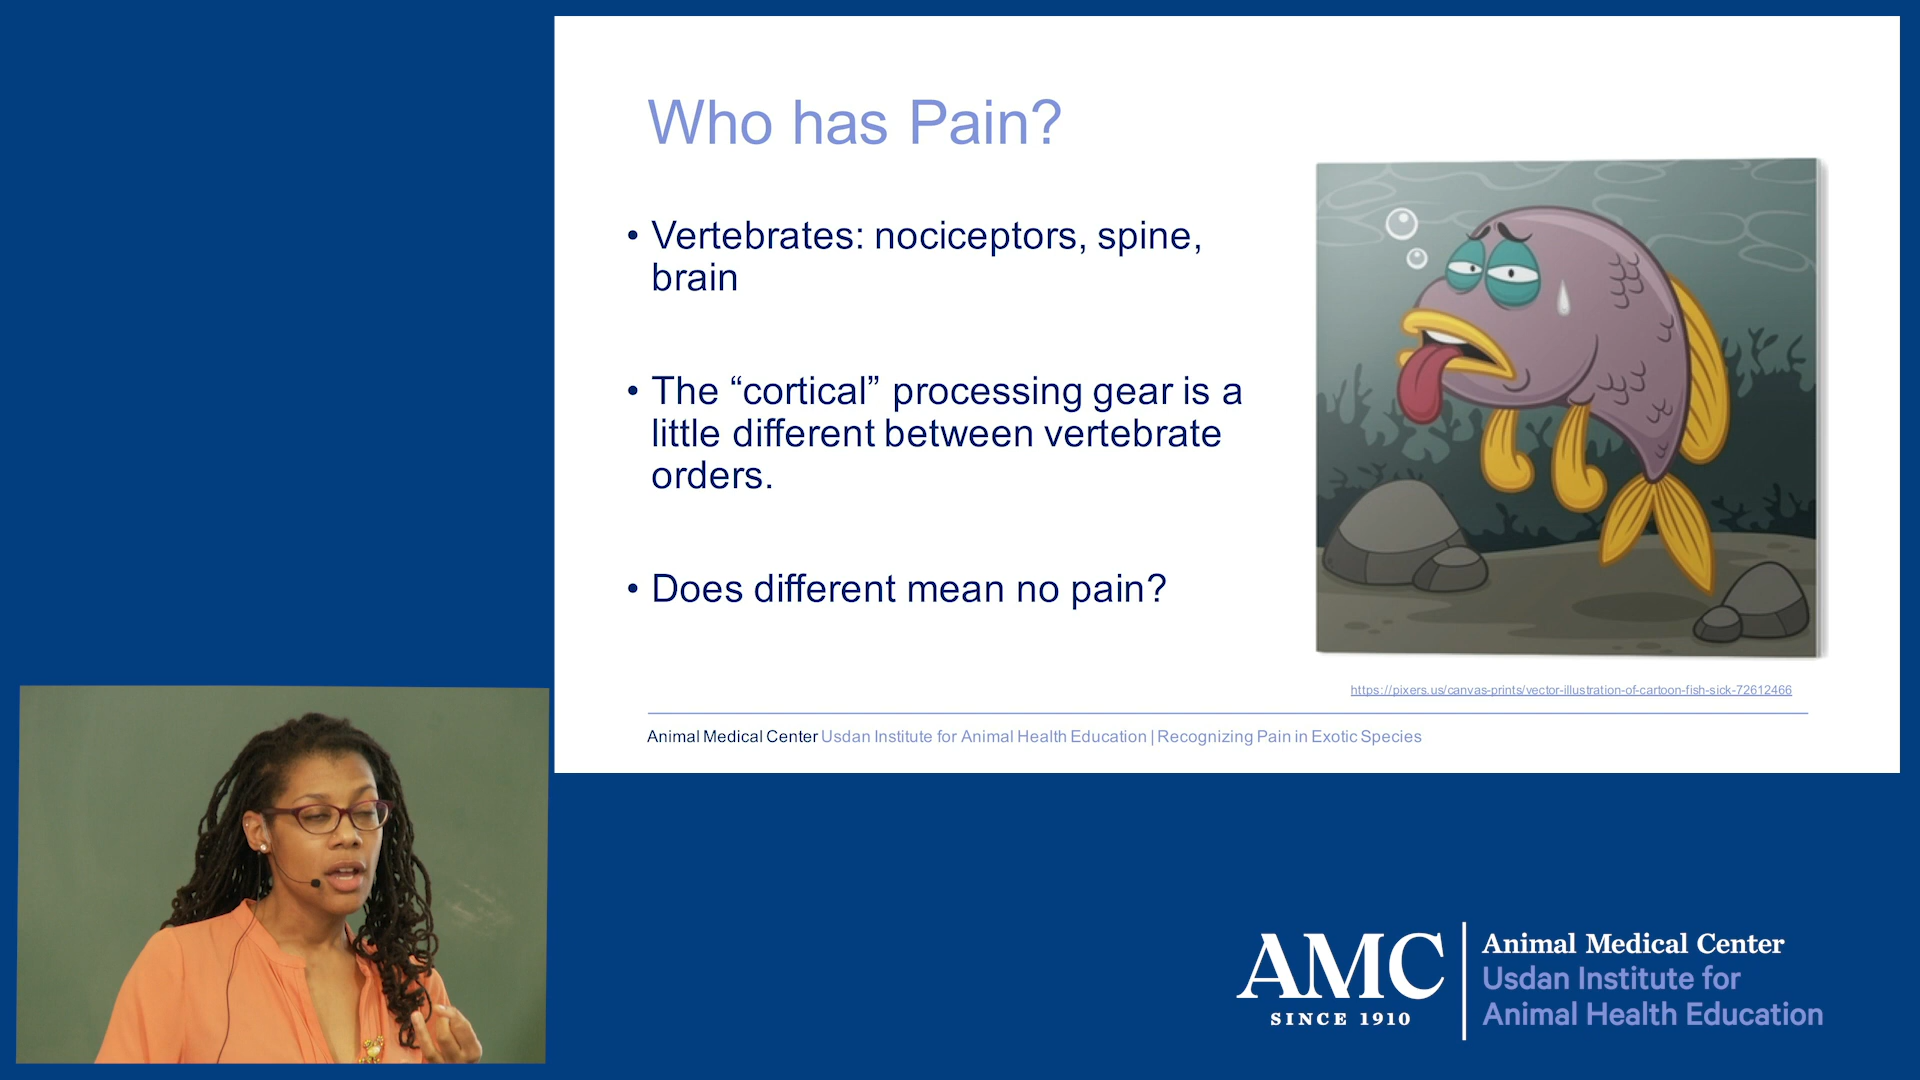 Who has Pain?
• Vertebrates: nociceptors, spine,
brain
• The “cortical” processing gear is a
little different between vertebrate
orders.
• Does different mean no pain?
https://pixers.us/canvas-prints/vector-illustration-of-cartoon-fish-sick-72612466
Animal Medical Center Usdan Institute for Animal Health Education | Recognizing Pain in Exotic Species
AMC
SINCE 1910
Animal Medical Center
Usdan Institute for
Animal Health Education